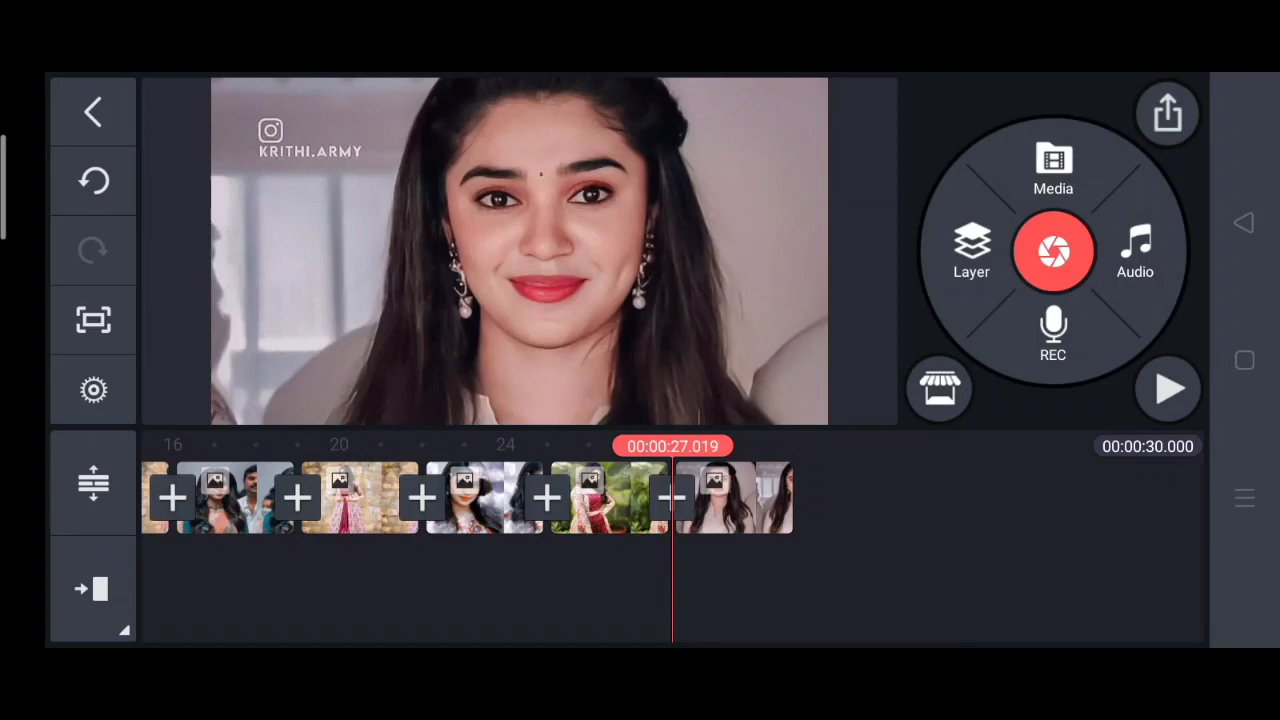 KRITHI.ARMY
Media
Layer
Audio
REC
16
20
24
00:00:27.019
00:00:30.000